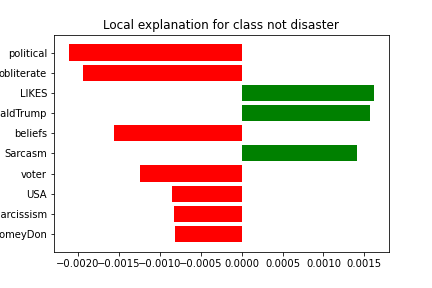 Local explanation for class not disaster
political
obliterate
LIKES
aldTrump
beliefs
Sarcasm
voter
USA
arcissism
omeyDon
−0.0020 −0.0015 −0.0010 −0.0005 0.0000 0.0005 0.0010 0.0015